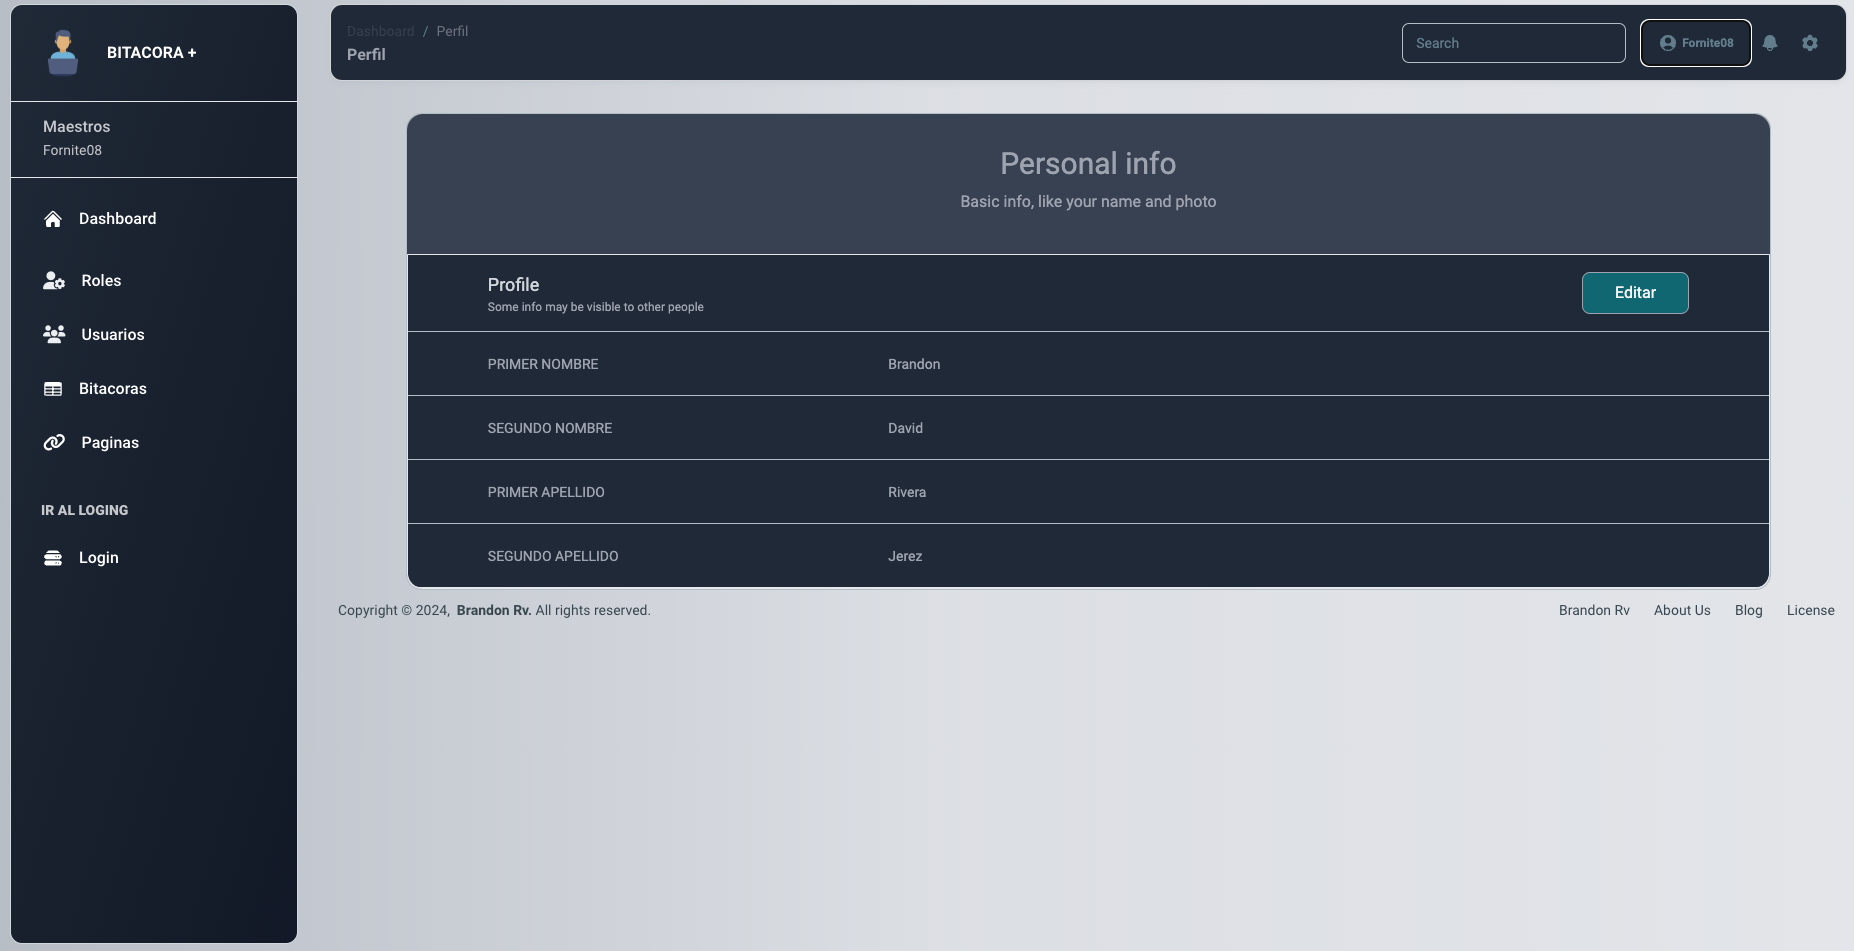 BITACORA +
Maestros
Fornite08
Dashboard
Roles
Usuarios
Bitacoras
Paginas
IR AL LOGING
Login
Dashboard / Perfil
Perfil
Search
Fornite08
Personal info
Basic info, like your name and photo
Profile
Some info may be visible to other people
Editar
PRIMER NOMBRE Brandon
SEGUNDO NOMBRE David
PRIMER APELLIDO Rivera
SEGUNDO APELLIDO Jerez
Copyright © 2024, Brandon Rv. All rights reserved.
Brandon Rv About Us Blog License